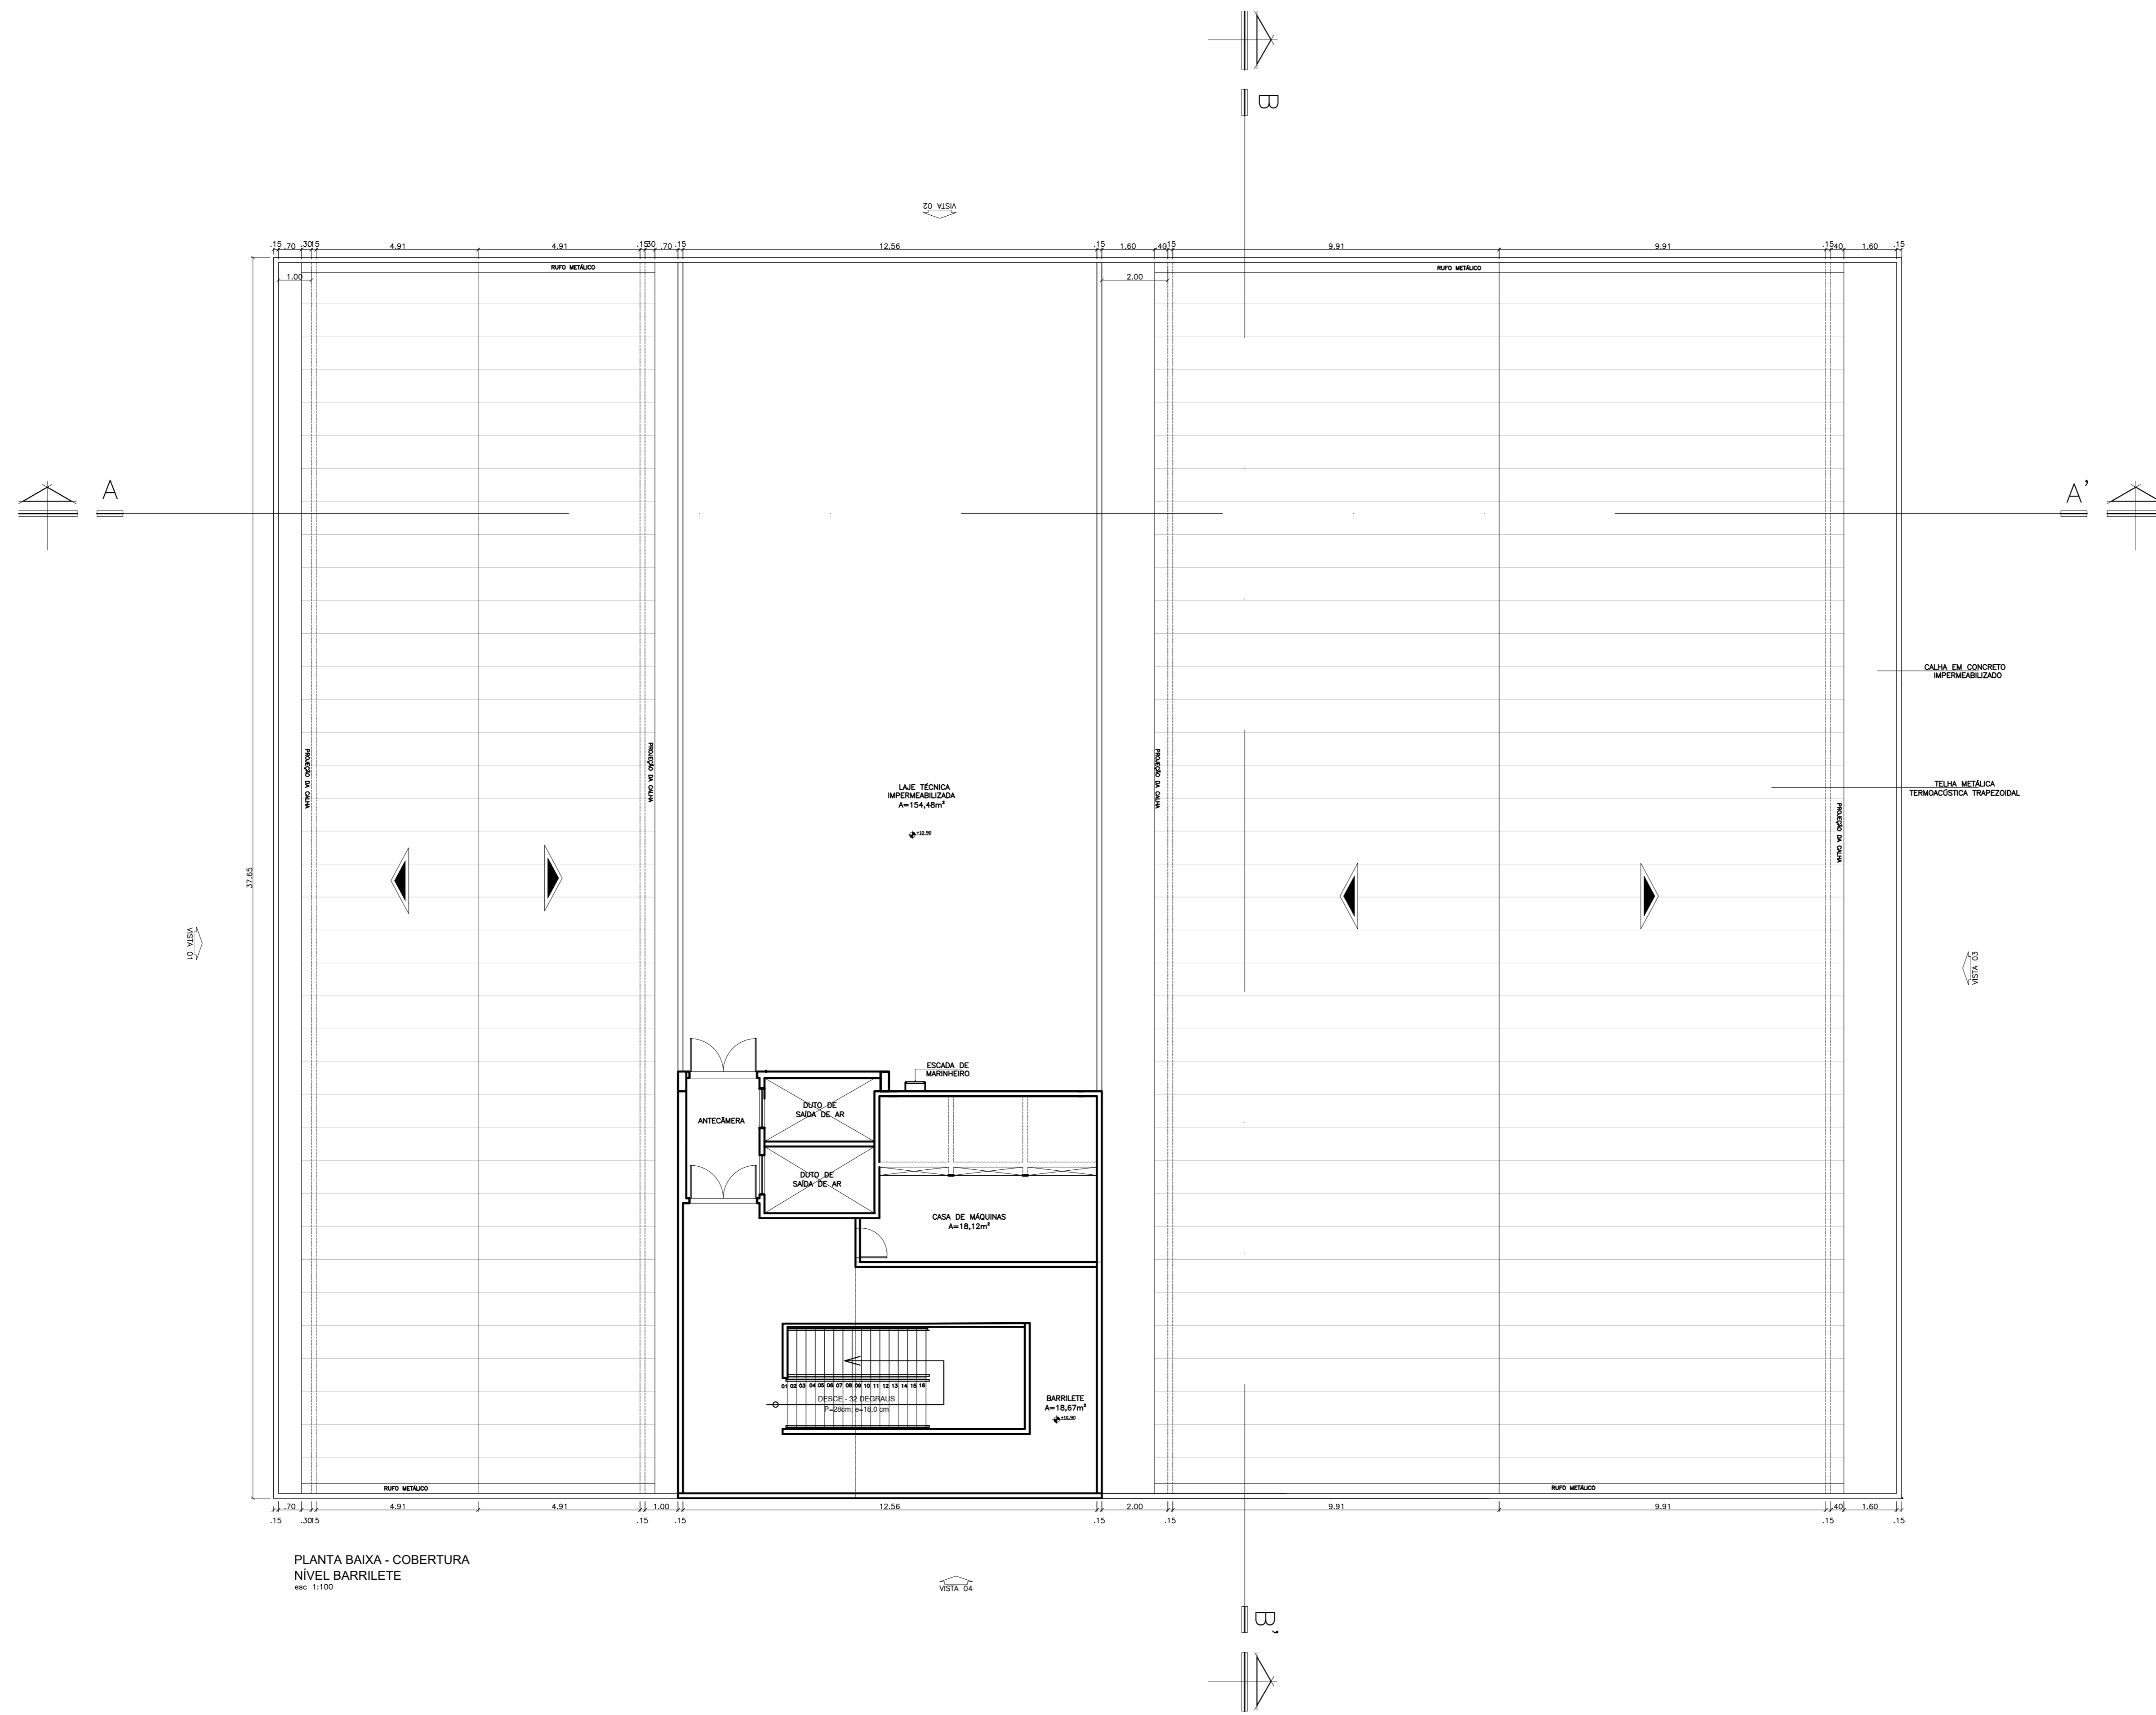 B
VISTA 02
.15 .70 .30 .15 4.91 4.91 .15 .30 .70 .15 12.56 .15 1.60 .40 .15 9.91 9.91 .15 .40 1.60 .15
RUFO METÁLICO
RUFO METÁLICO
1.00
2.00
A
A'
CALHA EM CONCRETO
IMPERMEABILIZADO
PROJEÇÃO DA CALHA
PROJEÇÃO DA CALHA
PROJEÇÃO DA CALHA
PROJEÇÃO DA CALHA
LAJE TÉCNICA
IMPERMEABILIZADA
A=154,48m²
TELHA METÁLICA
TERMOACÚSTICA TRAPEZOIDAL
37.65
VISTA 01
VISTA 03
ESCADA DE
MARINHEIRO
DUTO DE
SAÍDA DE AR
ANTECÂMERA
DUTO DE
SAÍDA DE AR
CASA DE MÁQUINAS
A=18,12m²
01 02 03 04 05 06 07 08 09 10 11 12 13 14 15 16
DESCE - 32 DEGRAUS
P=28cm; e=18,0 cm
BARRILETE
A=18,67m²
RUFO METÁLICO
RUFO METÁLICO
.70 4.91 4.91 1.00 12.56 2.00 9.91 9.91 .40 1.60
.15 .30 .15 .15 .15 .15 .15 .15 .15
PLANTA BAIXA - COBERTURA
NÍVEL BARRILETE
esc 1:100
VISTA 04
B'